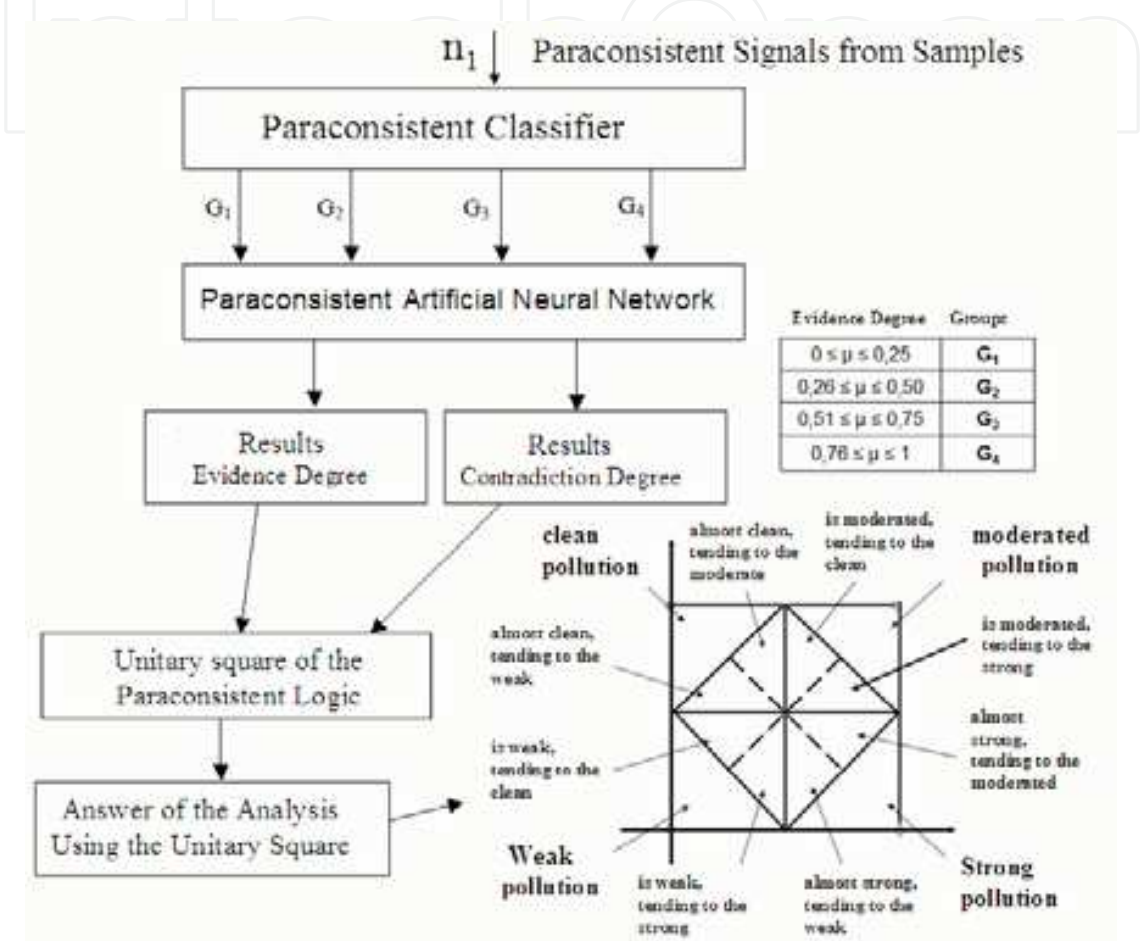 n1 Paraconsistent Signals from Samples
Paraconsistent Classifier
G1 G2 G3 G4
Paraconsistent Artificial Neural Network
Evidence Degree Groups
0 ≤ µ ≤ 0,25 G1
0,26 ≤ µ ≤ 0,50 G2
0,51 ≤ µ ≤ 0,75 G3
0,76 ≤ µ ≤ 1 G4
Results
Evidence Degree
Results
Contradiction Degree
clean
pollution
almost clean,
tending to the
moderate
is moderated,
tending to the
clean
moderated
pollution
almost clean,
tending to the
weak
is moderated,
tending to the
strong
Unitary square of the
Paraconsistent Logic
is weak,
tending to the
clean
almost
strong,
tending to the
moderated
Answer of the Analysis
Using the Unitary Square
Weak
pollution
is weak,
tending to the
strong
almost strong,
tending to the
weak
Strong
pollution